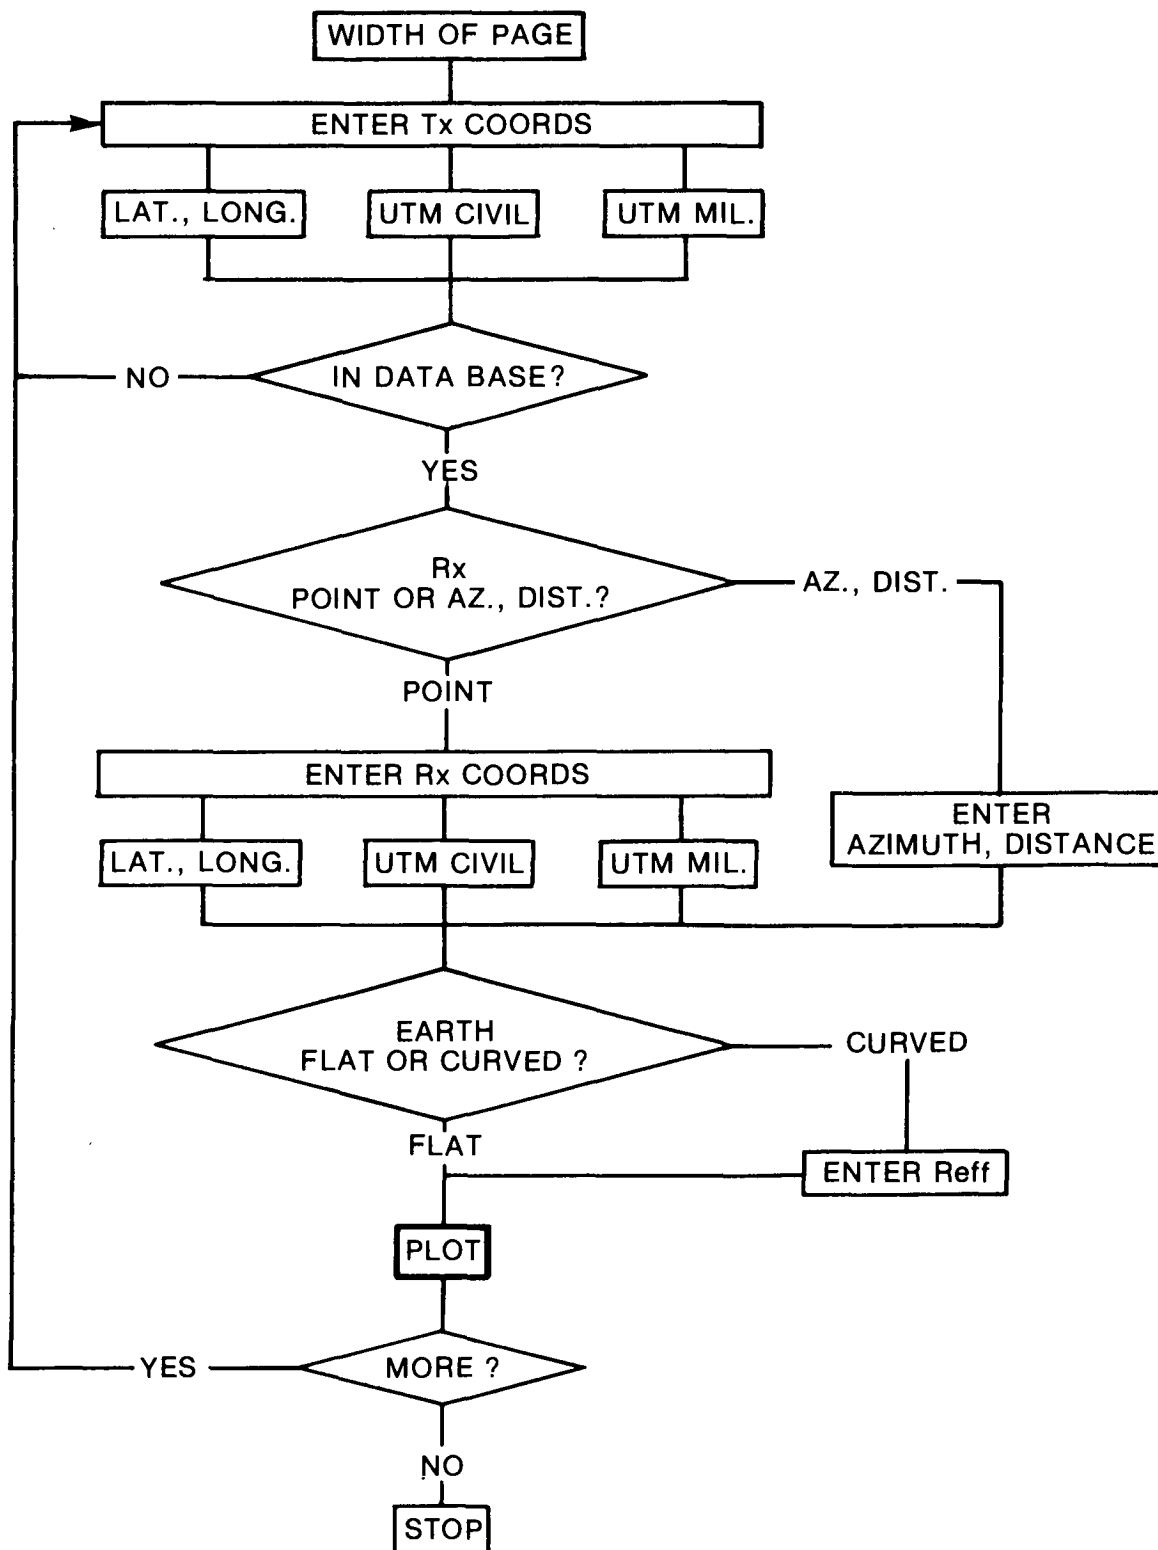 WIDTH OF PAGE
ENTER Tx COORDS
LAT., LONG.
UTM CIVIL
UTM MIL.
NO
IN DATA BASE?
YES
Rx
POINT OR AZ., DIST.?
AZ., DIST.
POINT
ENTER Rx COORDS
ENTER
AZIMUTH, DISTANCE
LAT., LONG.
UTM CIVIL
UTM MIL.
EARTH
FLAT OR CURVED ?
CURVED
FLAT
ENTER Reff
PLOT
YES
MORE ?
NO
STOP